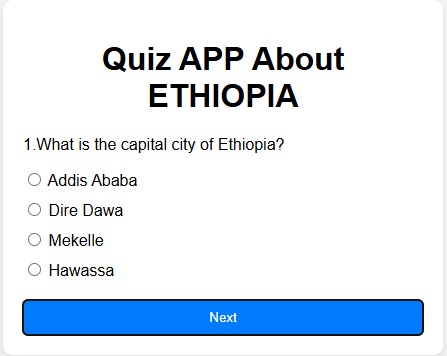 Quiz APP About
ETHIOPIA
1.What is the capital city of Ethiopia?
Addis Ababa
Dire Dawa
Mekelle
Hawassa
Next